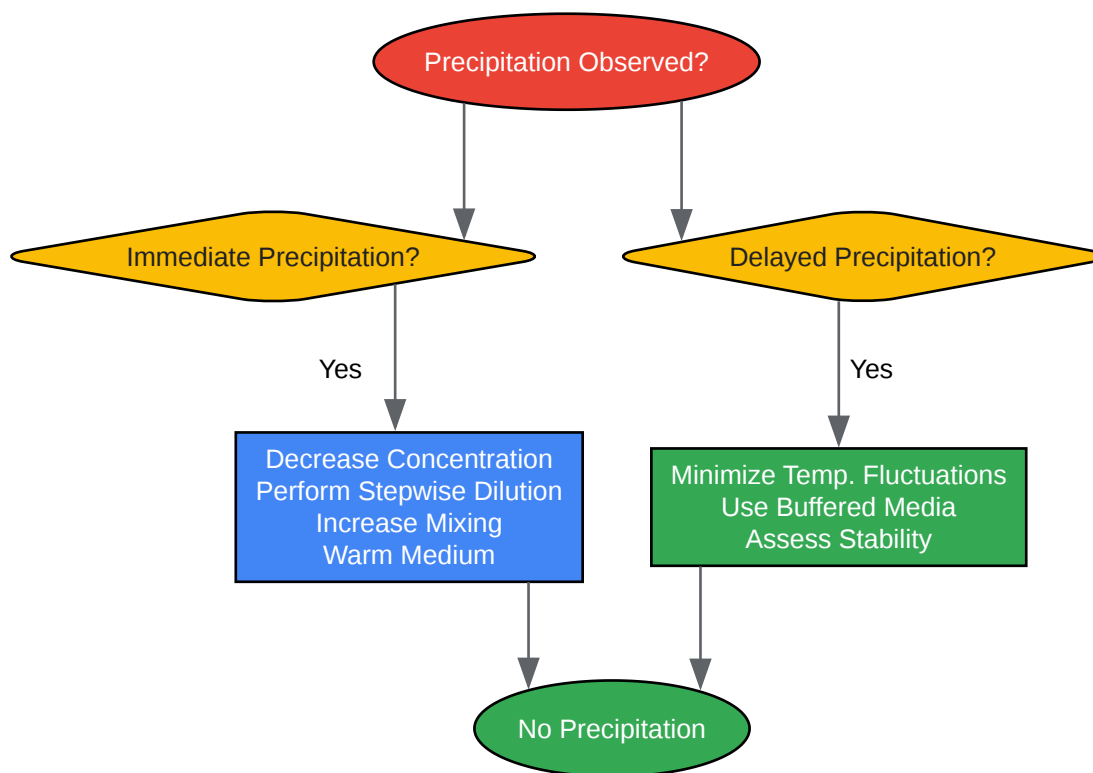 Precipitation Observed?
Immediate Precipitation?
Delayed Precipitation?
Yes
Yes
Decrease Concentration
Perform Stepwise Dilution
Increase Mixing
Warm Medium
Minimize Temp. Fluctuations
Use Buffered Media
Assess Stability
No Precipitation